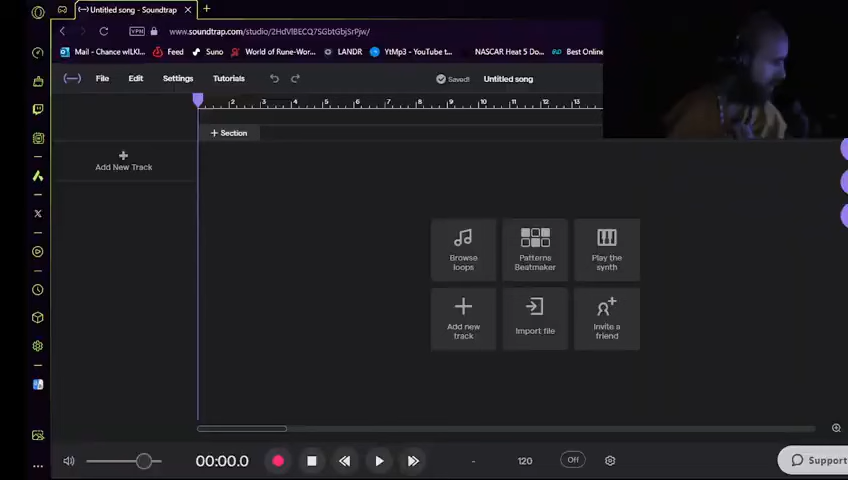 Untitled song - Soundtrap
VPN
www.soundtrap.com/studio/2HdVlBECQ7SGbtGbjSrPjw/
Mail - Chance wILKI...
Feed
Suno
World of Rune-Wor...
LANDR
YtMp3 - YouTube t...
NASCAR Heat 5 Do...
Best Online
File
Edit
Settings
Tutorials
Saved!
Untitled song
2 3 4 5 6 7 8 9 10 11 12 13
+ Section
Add New Track
Browse
loops
Patterns
Beatmaker
Play the
synth
Add new
track
Import file
Invite a
friend
00:00.0
-
120
Off
Support